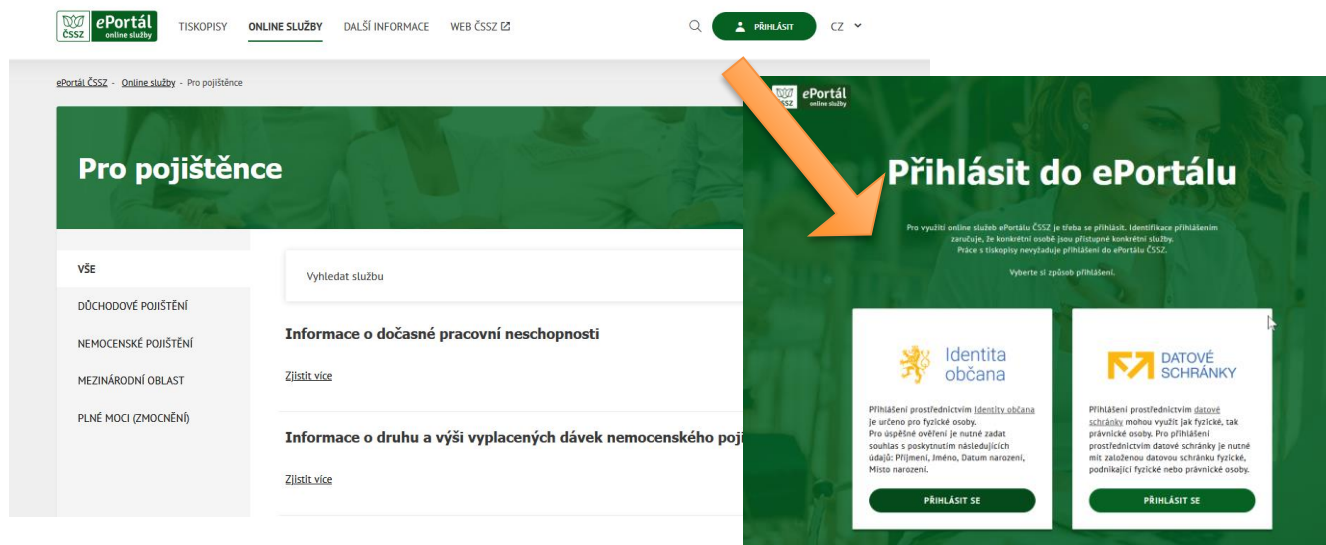 ČSSZ
ePortál
online služby
TISKOPISY
ONLINE SLUŽBY
DALŠÍ INFORMACE
WEB ČSSZ
PŘIHLÁSIT
CZ
ePortál ČSSZ - Online služby - Pro pojištěnce
Pro pojištěnce
VŠE
DŮCHODOVÉ POJIŠTĚNÍ
NEMOCENSKÉ POJIŠTĚNÍ
MEZINÁRODNÍ OBLAST
PLNÉ MOCI (ZMOCNĚNÍ)
Vyhledat službu
Informace o dočasné pracovní neschopnosti
Zjistit více
Informace o druhu a výši vyplacených dávek nemocenského poji
Zjistit více
ePortál
online služby
Přihlásit do ePortálu
Pro využití online služeb ePortálu ČSSZ je třeba se přihlásit. Identifikace přihlášením
zaručuje, že konkrétní osobě jsou přístupné konkrétní služby.
Práce s tiskopisy nevyžaduje přihlášení do ePortálu ČSSZ.
Vyberte si způsob přihlášení.
Identita
občana
Přihlášení prostřednictvím Identity občana
je určeno pro fyzické osoby.
Pro úspěšné ověření je nutné zadat
souhlas s poskytnutím následujících
údajů: Příjmení, Jméno, Datum narození,
Místo narození.
PŘIHLÁSIT SE
DATOVÉ
SCHRÁNKY
Přihlášení prostřednictvím datové
schránky mohou využít jak fyzické, tak
právnické osoby. Pro přihlášení
prostřednictvím datové schránky je nutné
mít založenou datovou schránku fyzické,
podnikající fyzické nebo právnické osoby.
PŘIHLÁSIT SE